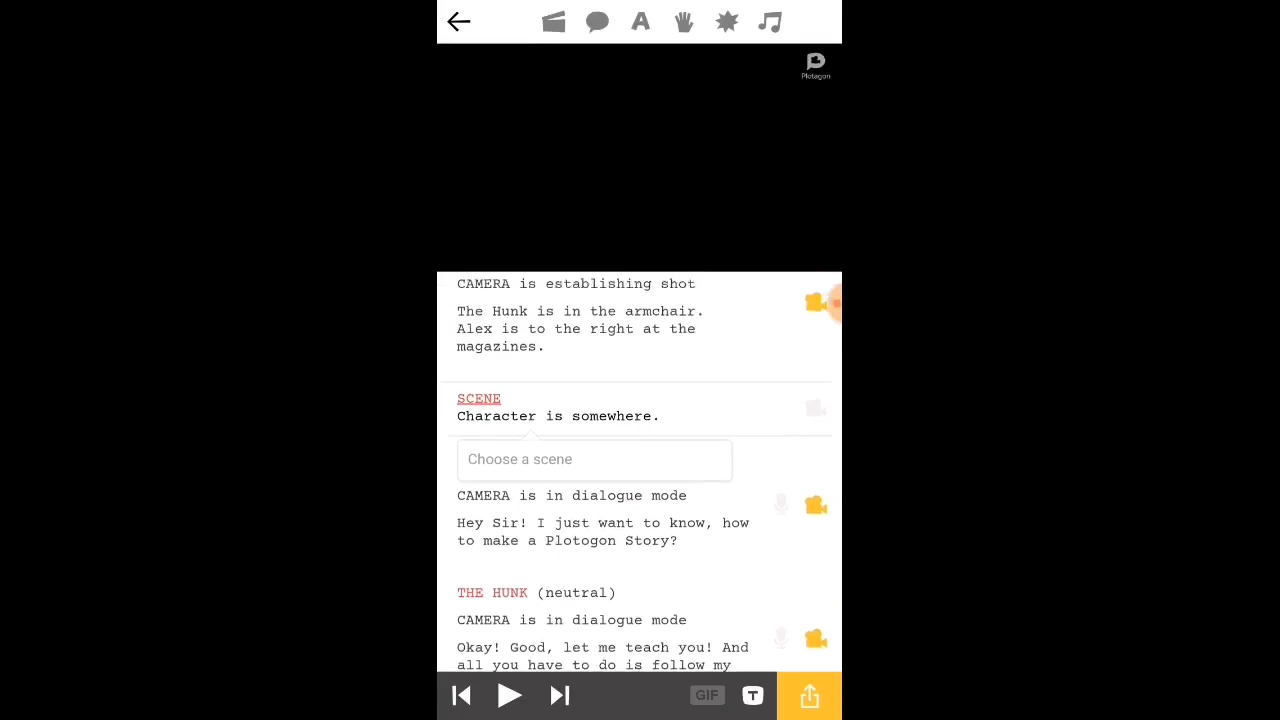 A
Plotagon
CAMERA is establishing shot
The Hunk is in the armchair.
Alex is to the right at the
magazines.
SCENE
Character is somewhere.
Choose a scene
CAMERA is in dialogue mode
Hey Sir! I just want to know, how
to make a Plotogon Story?
THE HUNK (neutral)
CAMERA is in dialogue mode
Okay! Good, let me teach you! And
all you have to do is follow my
GIF T